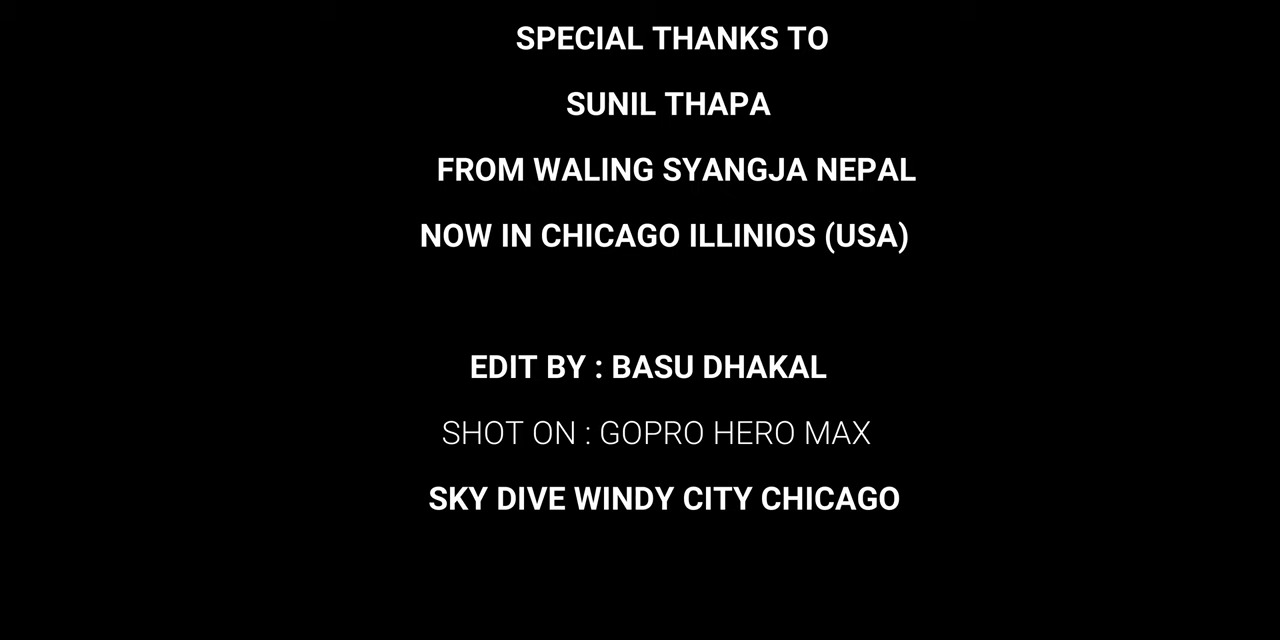 SPECIAL THANKS TO
SUNIL THAPA
FROM WALING SYANGJA NEPAL
NOW IN CHICAGO ILLINIOS (USA)
EDIT BY : BASU DHAKAL
SHOT ON : GOPRO HERO MAX
SKY DIVE WINDY CITY CHICAGO